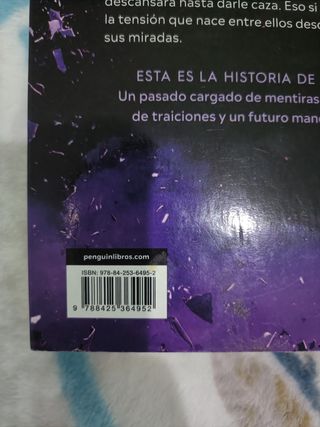 descansará hasta darle caza. Eso si
la tensión que nace entre ellos desd
sus miradas.
ESTA ES LA HISTORIA DE
Un pasado cargado de mentiras
de traiciones y un futuro manc
penguinlibros.com
ISBN: 978-84-253-6495-2
9 788425 364952